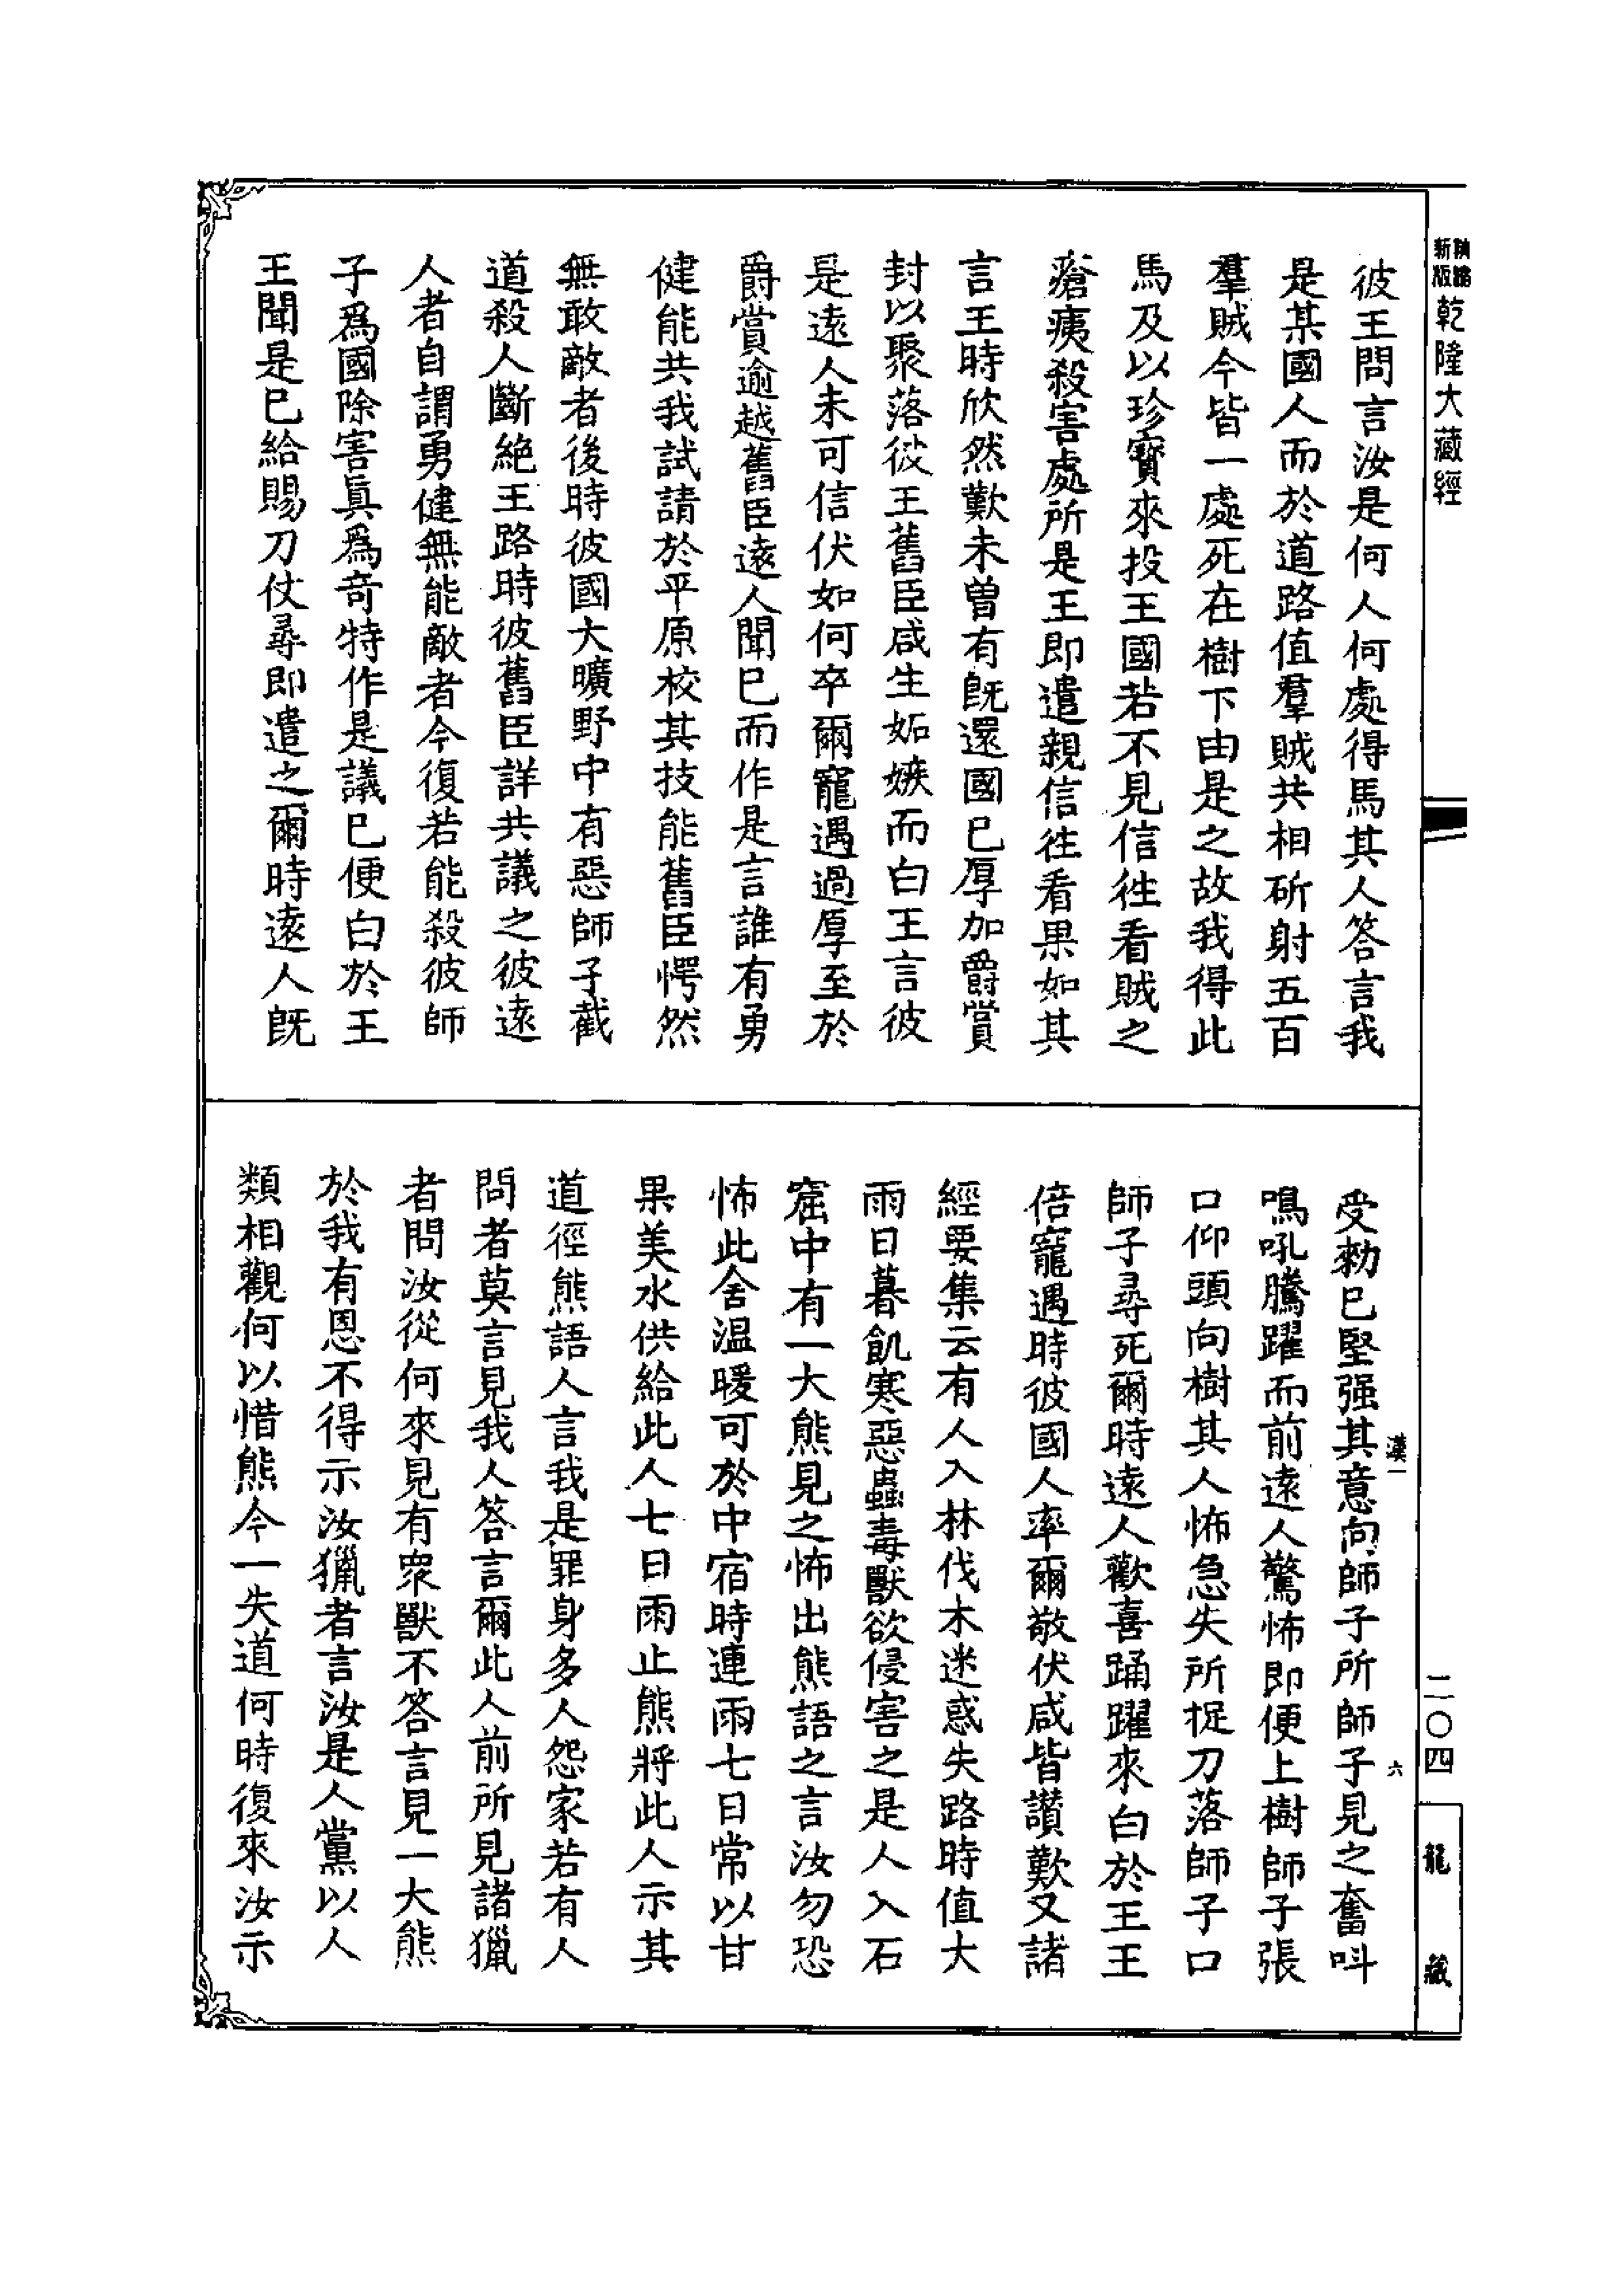 新版
乾隆大藏經
彼王問言汝是何人何處得馬其人答言我
是某國人而於道路值羣賊共相斫射五百
羣賊今皆一處死在樹下由是之故我得此
馬及以珍寶來投王國若不見信徃看賊之
瘡痍殺害處所是王即遣親信徃看果如其
言王時欣然歎未曾有旣還國已厚加爵賞
封以聚落彼王舊臣咸生妬嫉而白王言彼
是遠人未可信伏如何卒爾寵遇過厚至於
爵賞逾越舊臣遠人聞已而作是言誰有勇
健能共我試請於平原校其技能舊臣愕然
無敢敵者後時彼國大曠野中有惡師子截
道殺人斷絕王路時彼舊臣詳共議之彼遠
人者自謂勇健無能敵者今復若能殺彼師
子爲國除害眞爲奇特作是議已便白於王
王聞是已給賜刀仗尋即遣之爾時遠人旣
受勑已堅强其意向師子所師子見之奮呌
鳴吼騰躍而前遠人驚怖即便上樹師子張
口仰頭向樹其人怖急失所捉刀落師子口
師子尋死爾時遠人歡喜踊躍來白於王王
倍寵遇時彼國人率爾敬伏咸皆讚歎又諸
經要集云有人入林伐木迷惑失路時值大
雨日暮飢寒惡蟲毒獸欲侵害之是人入石
窟中有一大熊見之怖出熊語之言汝勿恐
怖此舍温暖可於中宿時連雨七日常以甘
果美水供給此人七日雨止熊將此人示其
道徑熊語人言我是罪身多人怨家若有人
問者莫言見我人答言爾此人前所見諸獵
者問汝從何來見有衆獸不答言見一大熊
於我有恩不得示汝獵者言汝是人黨以人
類相觀何以惜熊今一失道何時復來汝示
漢一
六
二〇四
龍藏